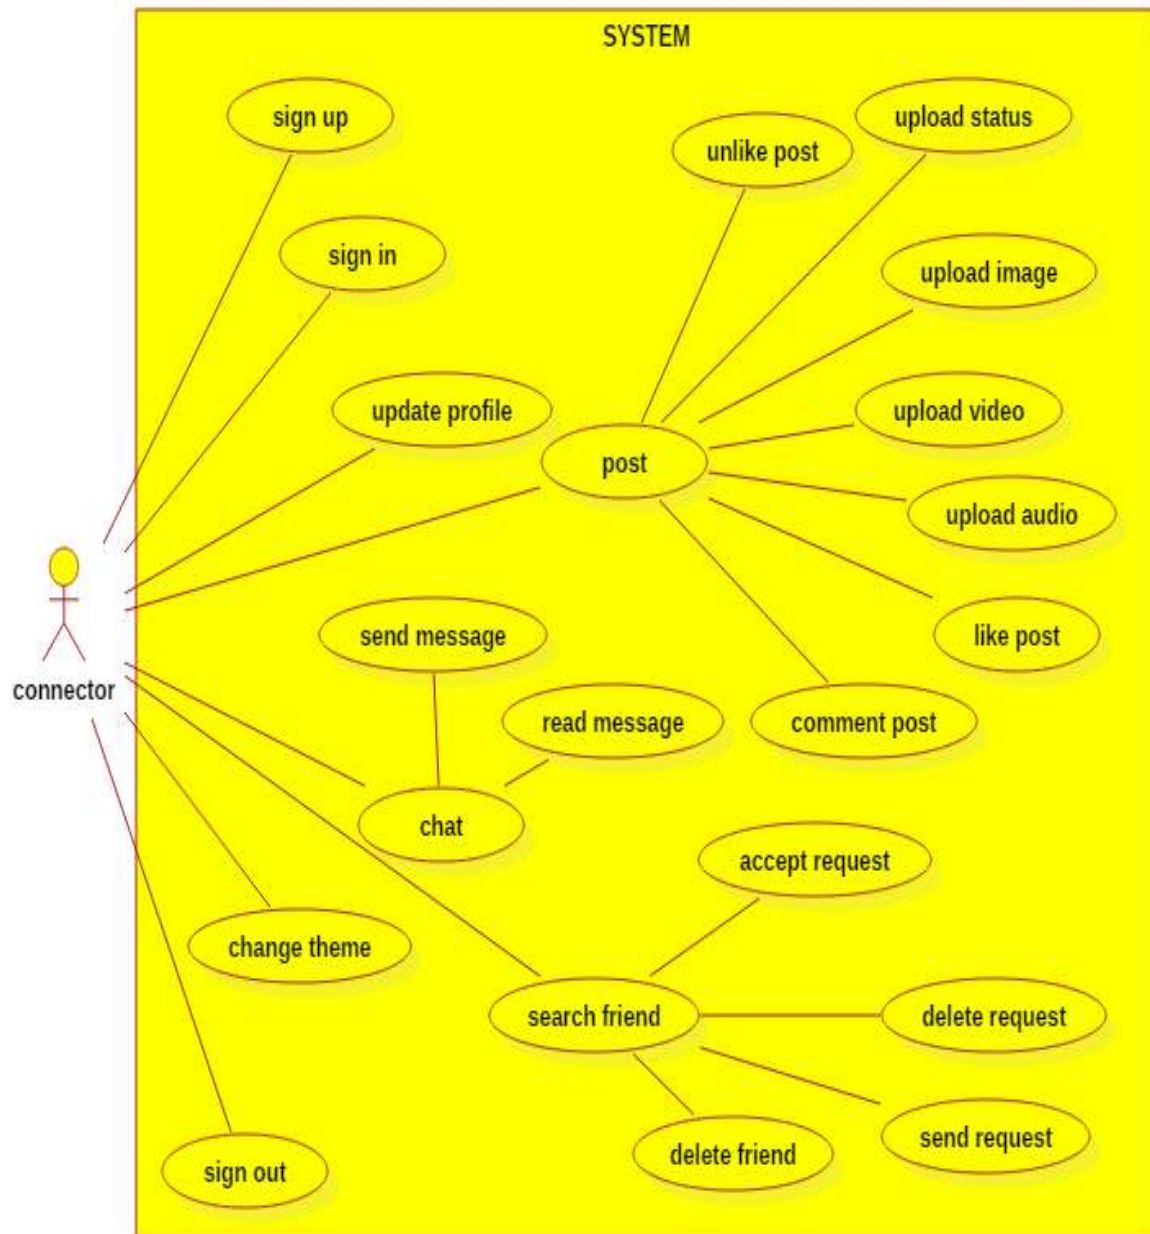 SYSTEM
sign up
upload status
unlike post
sign in
upload image
update profile
upload video
post
upload audio
send message
like post
connector
read message
comment post
chat
accept request
change theme
search friend
delete request
send request
delete friend
sign out